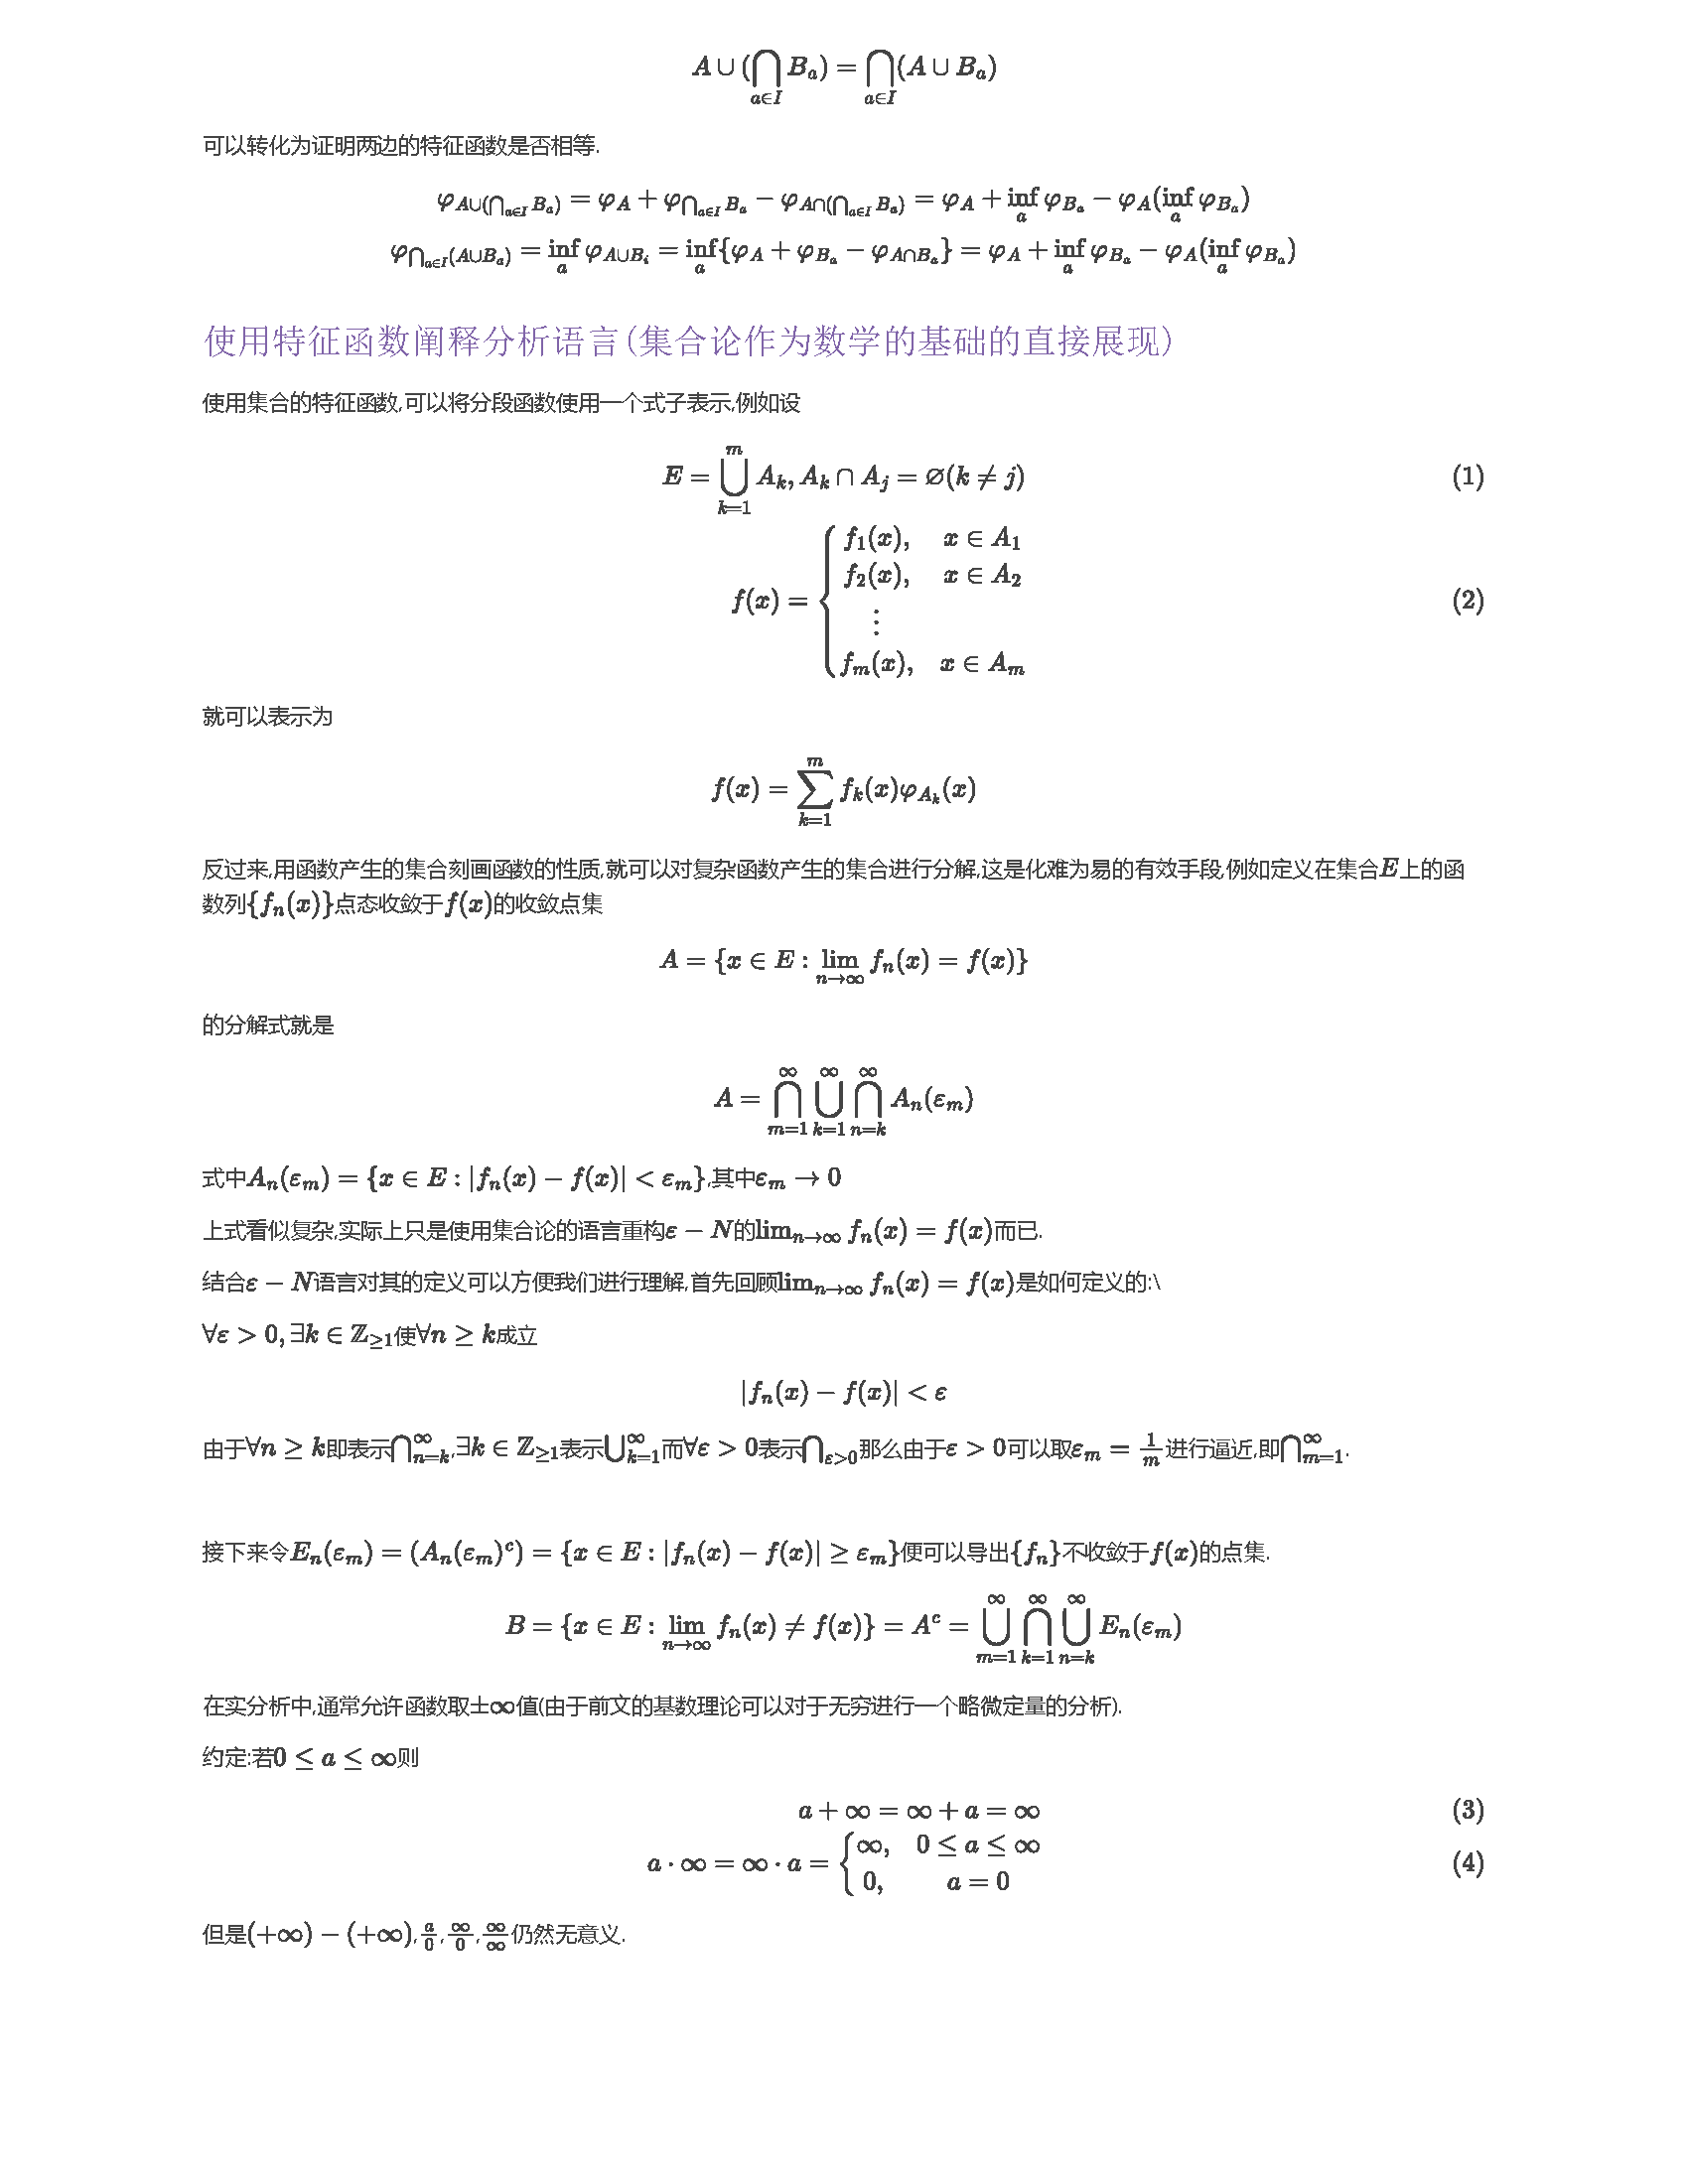 $$A\cup(\bigcap_{a\in I}B_a)=\bigcap_{a\in I}(A\cup B_a)$$
可以转化为证明两边的特征函数是否相等.
$$\varphi_{A\cup(\bigcap_{a\in I}B_a)}=\varphi_A+\varphi_{\bigcap_{a\in I}B_a}-\varphi_{A\cap(\bigcap_{a\in I}B_a)}=\varphi_A+\inf_a\varphi_{B_a}-\varphi_A(\inf_a\varphi_{B_a})$$
$$\varphi_{\bigcap_{a\in I}(A\cup B_a)}=\inf_a\varphi_{A\cup B_i}=\inf_a\{\varphi_A+\varphi_{B_a}-\varphi_{A\cap B_a}\}=\varphi_A+\inf_a\varphi_{B_a}-\varphi_A(\inf_a\varphi_{B_a})$$
使用特征函数阐释分析语言(集合论作为数学的基础的直接展现)
使用集合的特征函数,可以将分段函数使用一个式子表示,例如设
$$E=\bigcup_{k=1}^{m}A_k,A_k\cap A_j=\varnothing(k\neq j)\quad(1)$$
$$f(x)=\begin{cases}f_1(x),&x\in A_1\\f_2(x),&x\in A_2\\\vdots\\f_m(x),&x\in A_m\end{cases}\quad(2)$$
就可以表示为
$$f(x)=\sum_{k=1}^{m}f_k(x)\varphi_{A_k}(x)$$
反过来,用函数产生的集合刻画函数的性质,就可以对复杂函数产生的集合进行分解,这是化难为易的有效手段,例如定义在集合$E$上的函
数列$\{f_n(x)\}$点态收敛于$f(x)$的收敛点集
$$A=\{x\in E:\lim_{n\to\infty}f_n(x)=f(x)\}$$
的分解式就是
$$A=\bigcap_{m=1}^{\infty}\bigcup_{k=1}^{\infty}\bigcap_{n=k}^{\infty}A_n(\varepsilon_m)$$
式中$A_n(\varepsilon_m)=\{x\in E:|f_n(x)-f(x)|<\varepsilon_m\}$,其中$\varepsilon_m\to 0$
上式看似复杂,实际上只是使用集合论的语言重构$\varepsilon-N$的$\lim_{n\to\infty}f_n(x)=f(x)$而已.
结合$\varepsilon-N$语言对其的定义可以方便我们进行理解,首先回顾$\lim_{n\to\infty}f_n(x)=f(x)$是如何定义的:\
$\forall\varepsilon>0,\exists k\in\mathbb{Z}_{\geq 1}$使$\forall n\geq k$成立
$$|f_n(x)-f(x)|<\varepsilon$$
由于$\forall n\geq k$即表示$\bigcap_{n=k}^{\infty}$,$\exists k\in\mathbb{Z}_{\geq 1}$表示$\bigcup_{k=1}^{\infty}$而$\forall\varepsilon>0$表示$\bigcap_{\varepsilon>0}$那么由于$\varepsilon>0$可以取$\varepsilon_m=\frac{1}{m}$进行逼近,即$\bigcap_{m=1}^{\infty}$.
接下来令$E_n(\varepsilon_m)=(A_n(\varepsilon_m)^c)=\{x\in E:|f_n(x)-f(x)|\geq\varepsilon_m\}$便可以导出$\{f_n\}$不收敛于$f(x)$的点集.
$$B=\{x\in E:\lim_{n\to\infty}f_n(x)\neq f(x)\}=A^c=\bigcup_{m=1}^{\infty}\bigcap_{k=1}^{\infty}\bigcup_{n=k}^{\infty}E_n(\varepsilon_m)$$
在实分析中,通常允许函数取$\pm\infty$值(由于前文的基数理论可以对于无穷进行一个略微定量的分析).
约定:若$0\leq a\leq\infty$则
$$a+\infty=\infty+a=\infty\quad(3)$$
$$a\cdot\infty=\infty\cdot a=\begin{cases}\infty,&0\leq a\leq\infty\\0,&a=0\end{cases}\quad(4)$$
但是$(+\infty)-(+\infty)$,$\frac{a}{0}$,$\frac{\infty}{0}$,$\frac{\infty}{\infty}$仍然无意义.